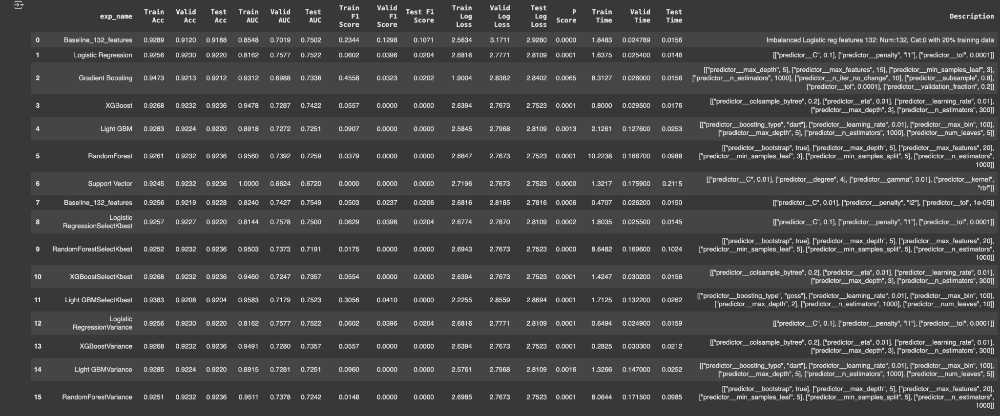 exp_name Train Acc Valid Acc Test Acc Train AUC Valid AUC Test AUC Train F1 Score Valid F1 Score Test F1 Score Train Log Loss Valid Log Loss Test Log Loss P Score Train Time Valid Time Test Time Description
0 Baseline_132_features 0.9289 0.9120 0.9188 0.8548 0.7019 0.7502 0.2344 0.1298 0.1071 2.5634 3.1711 2.9280 0.0000 1.8483 0.024789 0.0156 Imbalanced Logistic reg features 132: Num:132, Cat:0 with 20% training data
1 Logistic Regression 0.9256 0.9230 0.9220 0.8162 0.7577 0.7522 0.0602 0.0396 0.0204 2.6816 2.7771 2.8109 0.0001 1.6375 0.025400 0.0146 [["predictor__C", 0.1], ["predictor__penalty", "l1"], ["predictor__tol", 0.0001]]
2 Gradient Boosting 0.9473 0.9213 0.9212 0.9312 0.6988 0.7338 0.4558 0.0323 0.0202 1.9004 2.8362 2.8402 0.0065 8.3127 0.026000 0.0156 [["predictor__max_depth", 5], ["predictor__max_features", 15], ["predictor__min_samples_leaf", 3],
["predictor__n_estimators", 1000], ["predictor__n_iter_no_change", 10], ["predictor__subsample", 0.8],
["predictor__tol", 0.0001], ["predictor__validation_fraction", 0.2]]
3 XGBoost 0.9268 0.9232 0.9236 0.9478 0.7287 0.7422 0.0557 0.0000 0.0000 2.6394 2.7673 2.7523 0.0001 0.8000 0.029500 0.0176 [["predictor__colsample_bytree", 0.2], ["predictor__eta", 0.01], ["predictor__learning_rate", 0.01],
["predictor__max_depth", 3], ["predictor__n_estimators", 300]]
4 Light GBM 0.9283 0.9224 0.9220 0.8918 0.7272 0.7251 0.0907 0.0000 0.0000 2.5845 2.7968 2.8109 0.0013 2.1261 0.127600 0.0253 [["predictor__boosting_type", "dart"], ["predictor__learning_rate", 0.01], ["predictor__max_bin", 100],
["predictor__max_depth", 5], ["predictor__n_estimators", 1000], ["predictor__num_leaves", 5]]
5 RandomForest 0.9261 0.9232 0.9236 0.9560 0.7392 0.7259 0.0379 0.0000 0.0000 2.6647 2.7673 2.7523 0.0001 10.2238 0.166700 0.0988 [["predictor__bootstrap", true], ["predictor__max_depth", 5], ["predictor__max_features", 20],
["predictor__min_samples_leaf", 3], ["predictor__min_samples_split", 5], ["predictor__n_estimators",
1000]]
6 Support Vector 0.9245 0.9232 0.9236 1.0000 0.6624 0.6720 0.0000 0.0000 0.0000 2.7196 2.7673 2.7523 0.0000 1.3217 0.175900 0.2115 [["predictor__C", 0.01], ["predictor__degree", 4], ["predictor__gamma", 0.01], ["predictor__kernel",
"rbf"]]
7 Baseline_132_features 0.9256 0.9219 0.9228 0.8240 0.7427 0.7549 0.0503 0.0237 0.0206 2.6816 2.8165 2.7816 0.0006 0.4707 0.026200 0.0150 [["predictor__C", 0.01], ["predictor__penalty", "l2"], ["predictor__tol", 1e-05]]
8 Logistic RegressionSelectKbest 0.9257 0.9227 0.9220 0.8144 0.7578 0.7500 0.0629 0.0396 0.0204 2.6774 2.7870 2.8109 0.0002 1.8035 0.025500 0.0145 [["predictor__C", 0.1], ["predictor__penalty", "l1"], ["predictor__tol", 0.0001]]
9 RandomForestSelectKbest 0.9252 0.9232 0.9236 0.9503 0.7373 0.7191 0.0175 0.0000 0.0000 2.6943 2.7673 2.7523 0.0000 8.6482 0.169600 0.1024 [["predictor__bootstrap", true], ["predictor__max_depth", 5], ["predictor__max_features", 20],
["predictor__min_samples_leaf", 5], ["predictor__min_samples_split", 5], ["predictor__n_estimators",
1000]]
10 XGBoostSelectKbest 0.9268 0.9232 0.9236 0.9460 0.7247 0.7357 0.0554 0.0000 0.0000 2.6394 2.7673 2.7523 0.0001 1.4247 0.030200 0.0156 [["predictor__colsample_bytree", 0.2], ["predictor__eta", 0.01], ["predictor__learning_rate", 0.01],
["predictor__max_depth", 3], ["predictor__n_estimators", 300]]
11 Light GBMSelectKbest 0.9383 0.9208 0.9204 0.9583 0.7179 0.7523 0.3056 0.0410 0.0000 2.2255 2.8559 2.8694 0.0001 1.7125 0.132200 0.0262 [["predictor__boosting_type", "goss"], ["predictor__learning_rate", 0.01], ["predictor__max_bin", 100],
["predictor__max_depth", 2], ["predictor__n_estimators", 1000], ["predictor__num_leaves", 10]]
12 Logistic RegressionVariance 0.9256 0.9230 0.9220 0.8162 0.7577 0.7522 0.0602 0.0396 0.0204 2.6816 2.7771 2.8109 0.0001 0.6494 0.024900 0.0159 [["predictor__C", 0.1], ["predictor__penalty", "l1"], ["predictor__tol", 0.0001]]
13 XGBoostVariance 0.9268 0.9232 0.9236 0.9491 0.7280 0.7357 0.0557 0.0000 0.0000 2.6394 2.7673 2.7523 0.0001 0.2825 0.030300 0.0212 [["predictor__colsample_bytree", 0.2], ["predictor__eta", 0.01], ["predictor__learning_rate", 0.01],
["predictor__max_depth", 3], ["predictor__n_estimators", 300]]
14 Light GBMVariance 0.9285 0.9224 0.9220 0.8915 0.7281 0.7251 0.0960 0.0000 0.0000 2.5761 2.7968 2.8109 0.0016 1.3266 0.147000 0.0252 [["predictor__boosting_type", "dart"], ["predictor__learning_rate", 0.01], ["predictor__max_bin", 100],
["predictor__max_depth", 5], ["predictor__n_estimators", 1000], ["predictor__num_leaves", 5]]
15 RandomForestVariance 0.9251 0.9232 0.9236 0.9511 0.7378 0.7242 0.0148 0.0000 0.0000 2.6985 2.7673 2.7523 0.0001 8.0644 0.171500 0.0985 [["predictor__bootstrap", true], ["predictor__max_depth", 5], ["predictor__max_features", 20],
["predictor__min_samples_leaf", 5], ["predictor__min_samples_split", 5], ["predictor__n_estimators",
1000]]